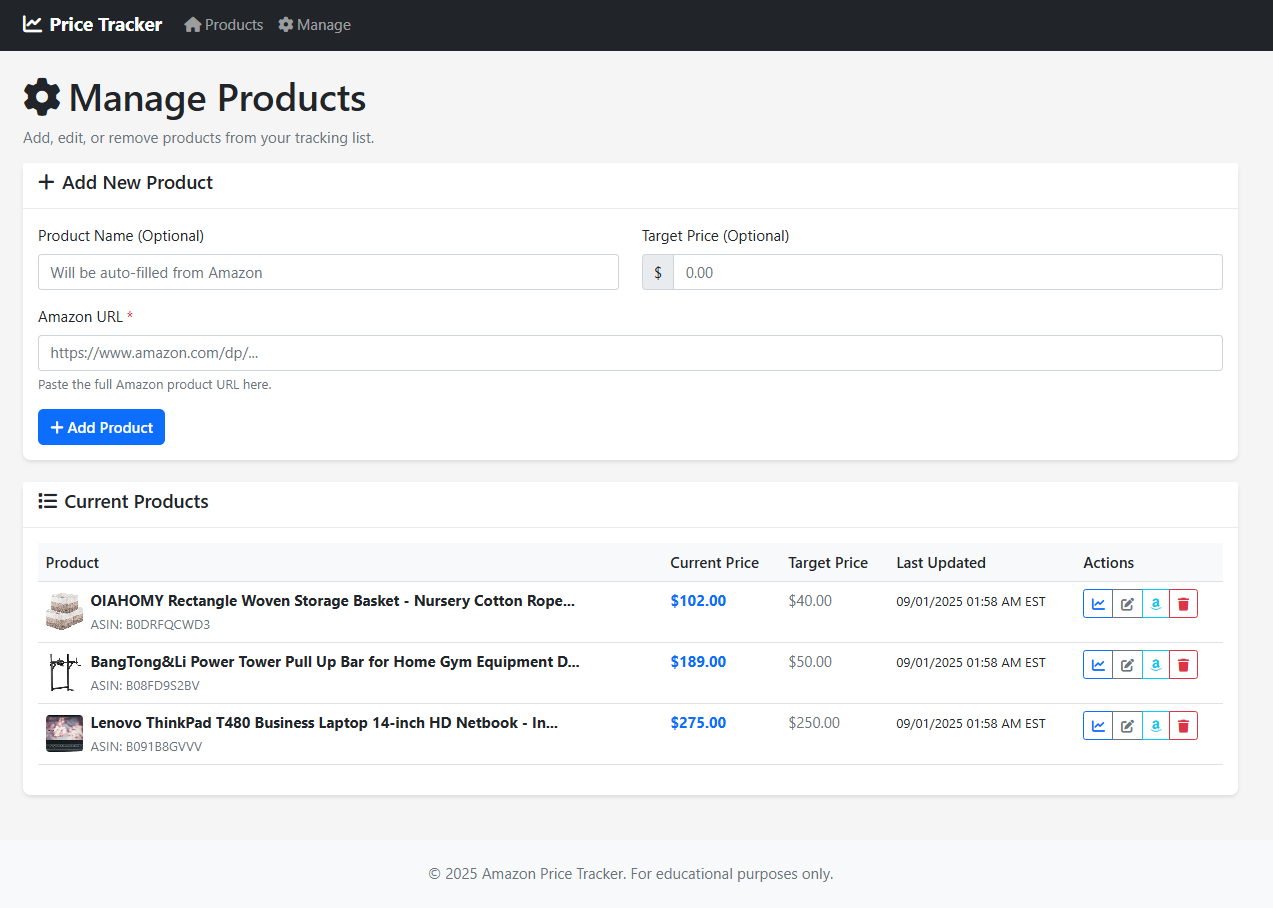 Price Tracker Products Manage
Manage Products
Add, edit, or remove products from your tracking list.
Add New Product
Product Name (Optional) Target Price (Optional)
Will be auto-filled from Amazon $ 0.00
Amazon URL *
https://www.amazon.com/dp/...
Paste the full Amazon product URL here.
Add Product
Current Products
Product Current Price Target Price Last Updated Actions
OIAHOMY Rectangle Woven Storage Basket - Nursery Cotton Rope... $102.00 $40.00 09/01/2025 01:58 AM EST
ASIN: B0DRFQCWD3
BangTong&Li Power Tower Pull Up Bar for Home Gym Equipment D... $189.00 $50.00 09/01/2025 01:58 AM EST
ASIN: B08FD9S2BV
Lenovo ThinkPad T480 Business Laptop 14-inch HD Netbook - In... $275.00 $250.00 09/01/2025 01:58 AM EST
ASIN: B091B8GVVV
© 2025 Amazon Price Tracker. For educational purposes only.